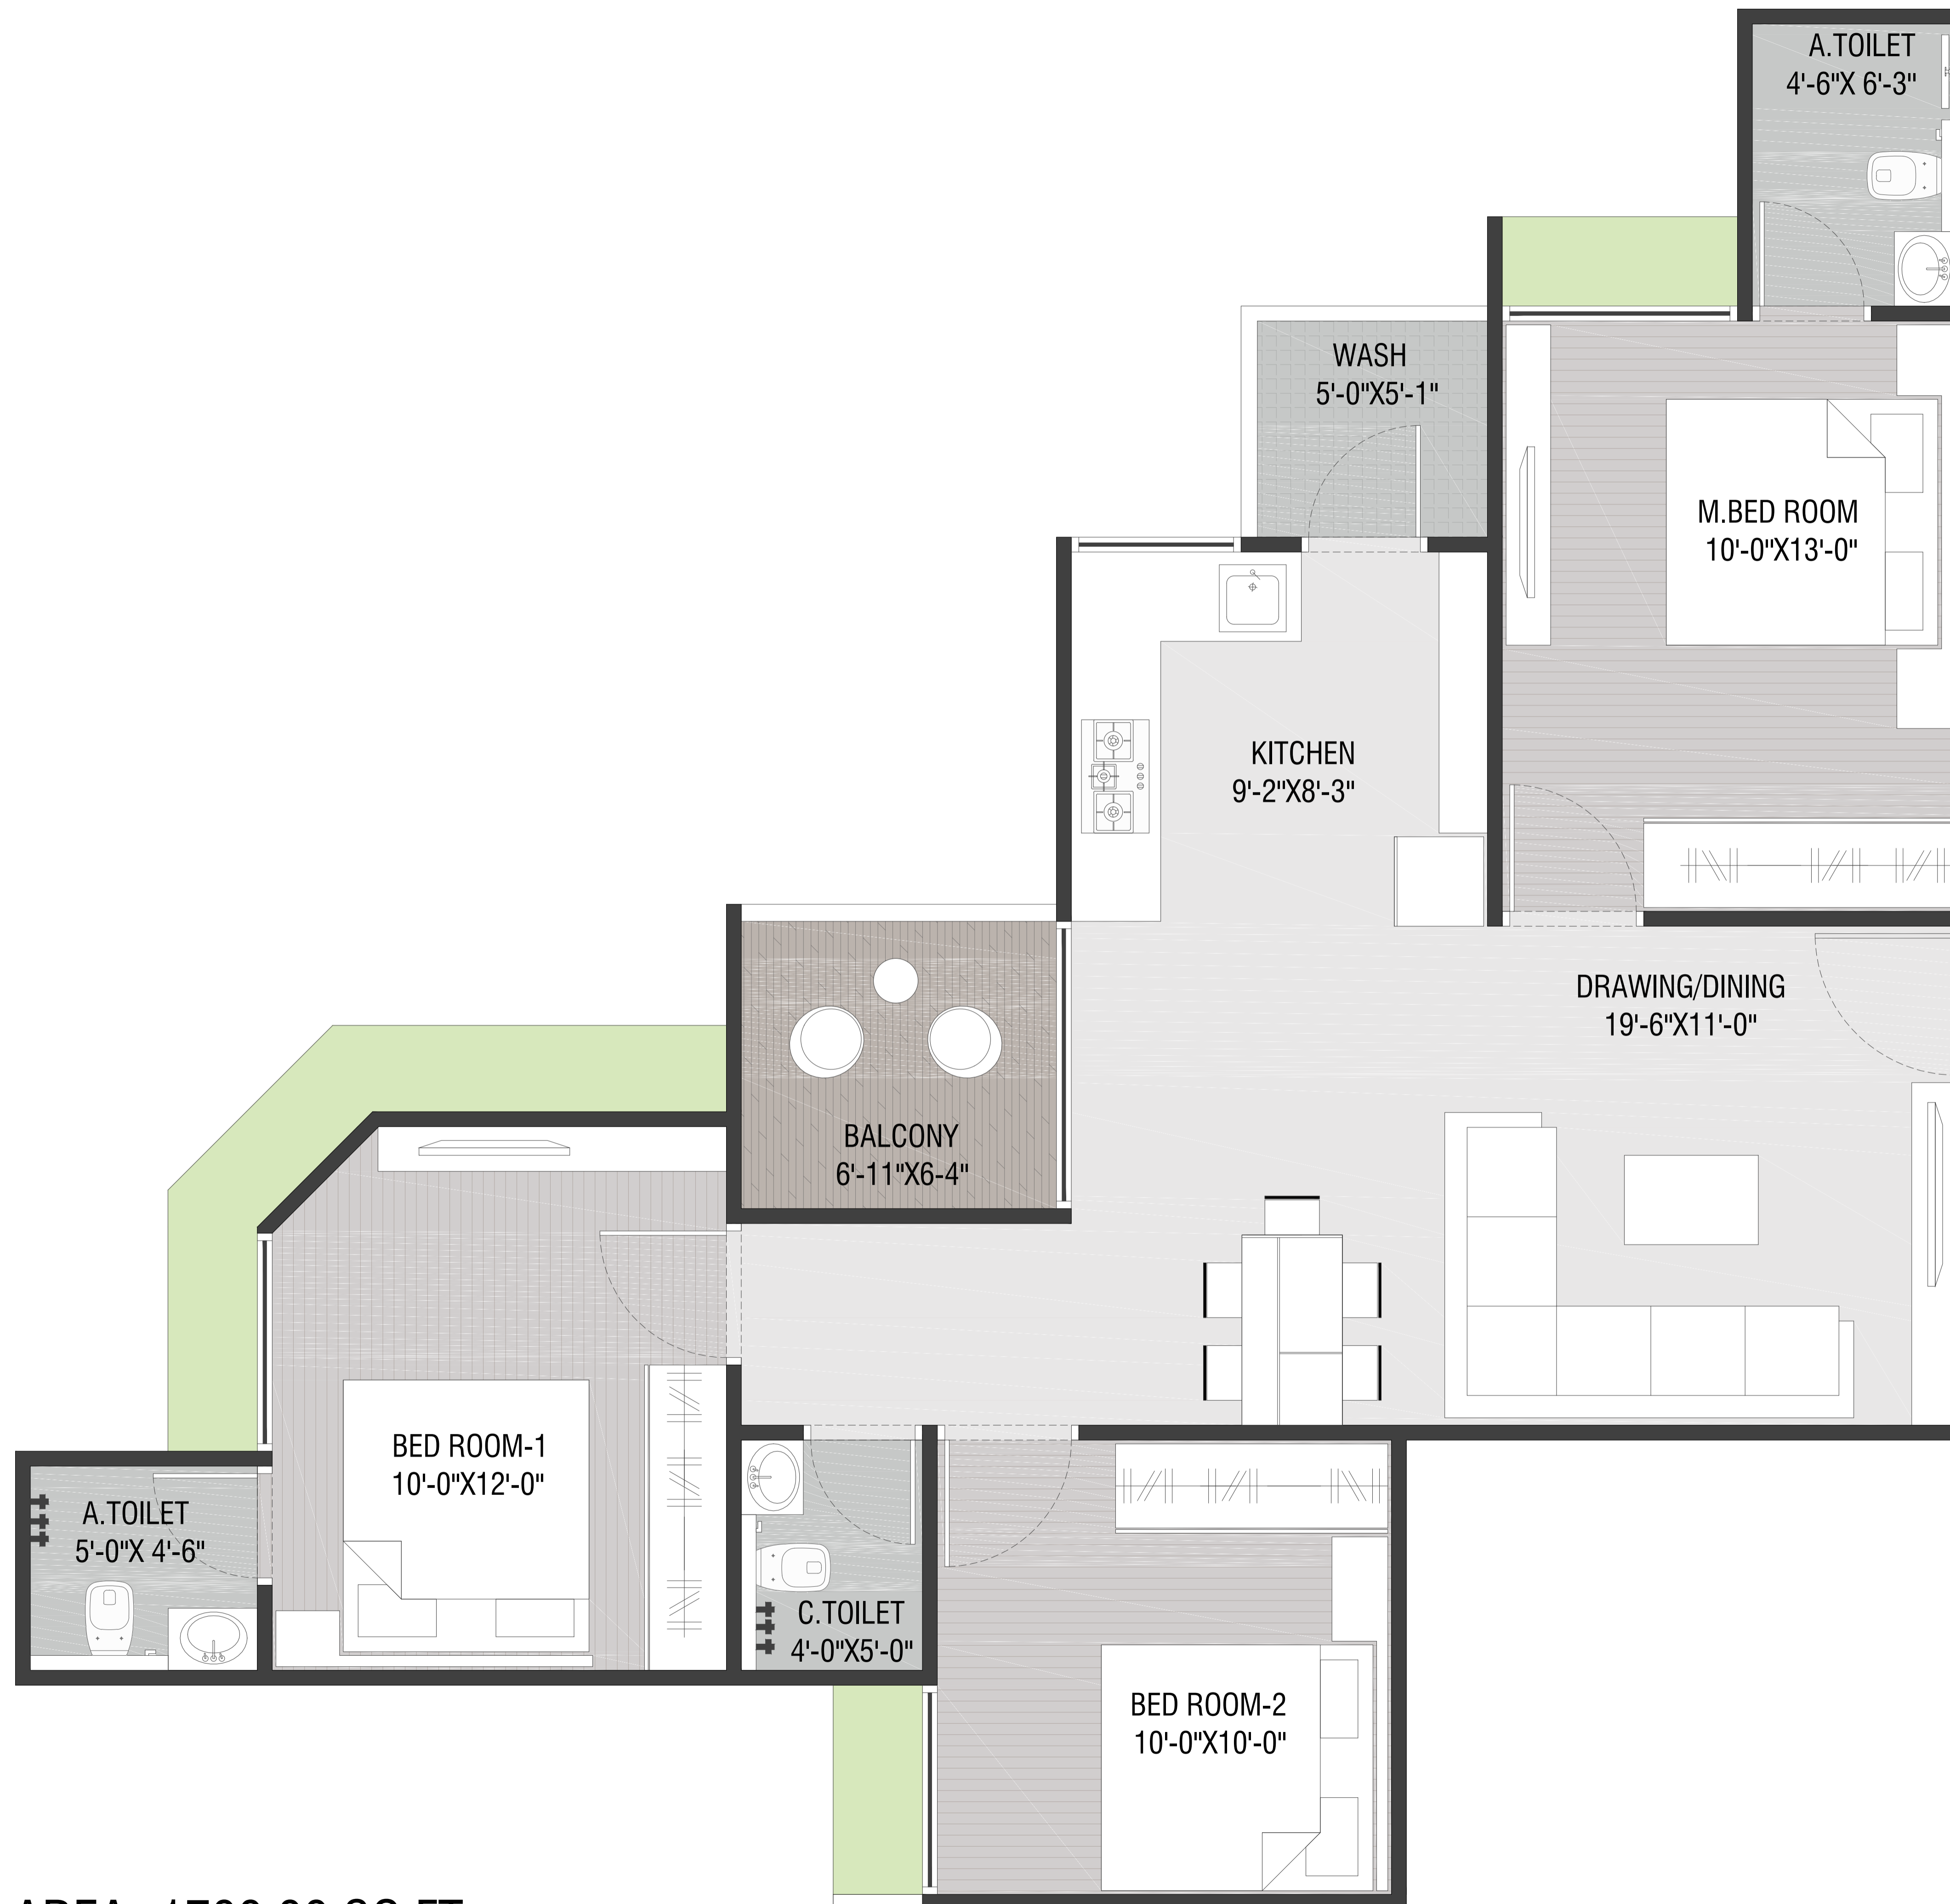 A.TOILET
4'-6"X 6'-3"
WASH
5'-0"X5'-1"
M.BED ROOM
10'-0"X13'-0"
KITCHEN
9'-2"X8'-3"
DRAWING/DINING
19'-6"X11'-0"
BALCONY
6'-11"X6-4"
BED ROOM-1
10'-0"X12'-0"
A.TOILET
5'-0"X 4'-6"
C.TOILET
4'-0"X5'-0"
BED ROOM-2
10'-0"X10'-0"